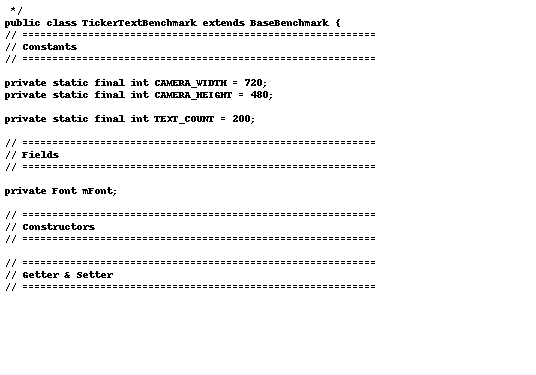 */
public class TickerTextBenchmark extends BaseBenchmark {
// ===========================================================
// Constants
// ===========================================================
private static final int CAMERA_WIDTH = 720;
private static final int CAMERA_HEIGHT = 480;
private static final int TEXT_COUNT = 200;
// ===========================================================
// Fields
// ===========================================================
private Font mFont;
// ===========================================================
// Constructors
// ===========================================================
// ===========================================================
// Getter & Setter
// ===========================================================